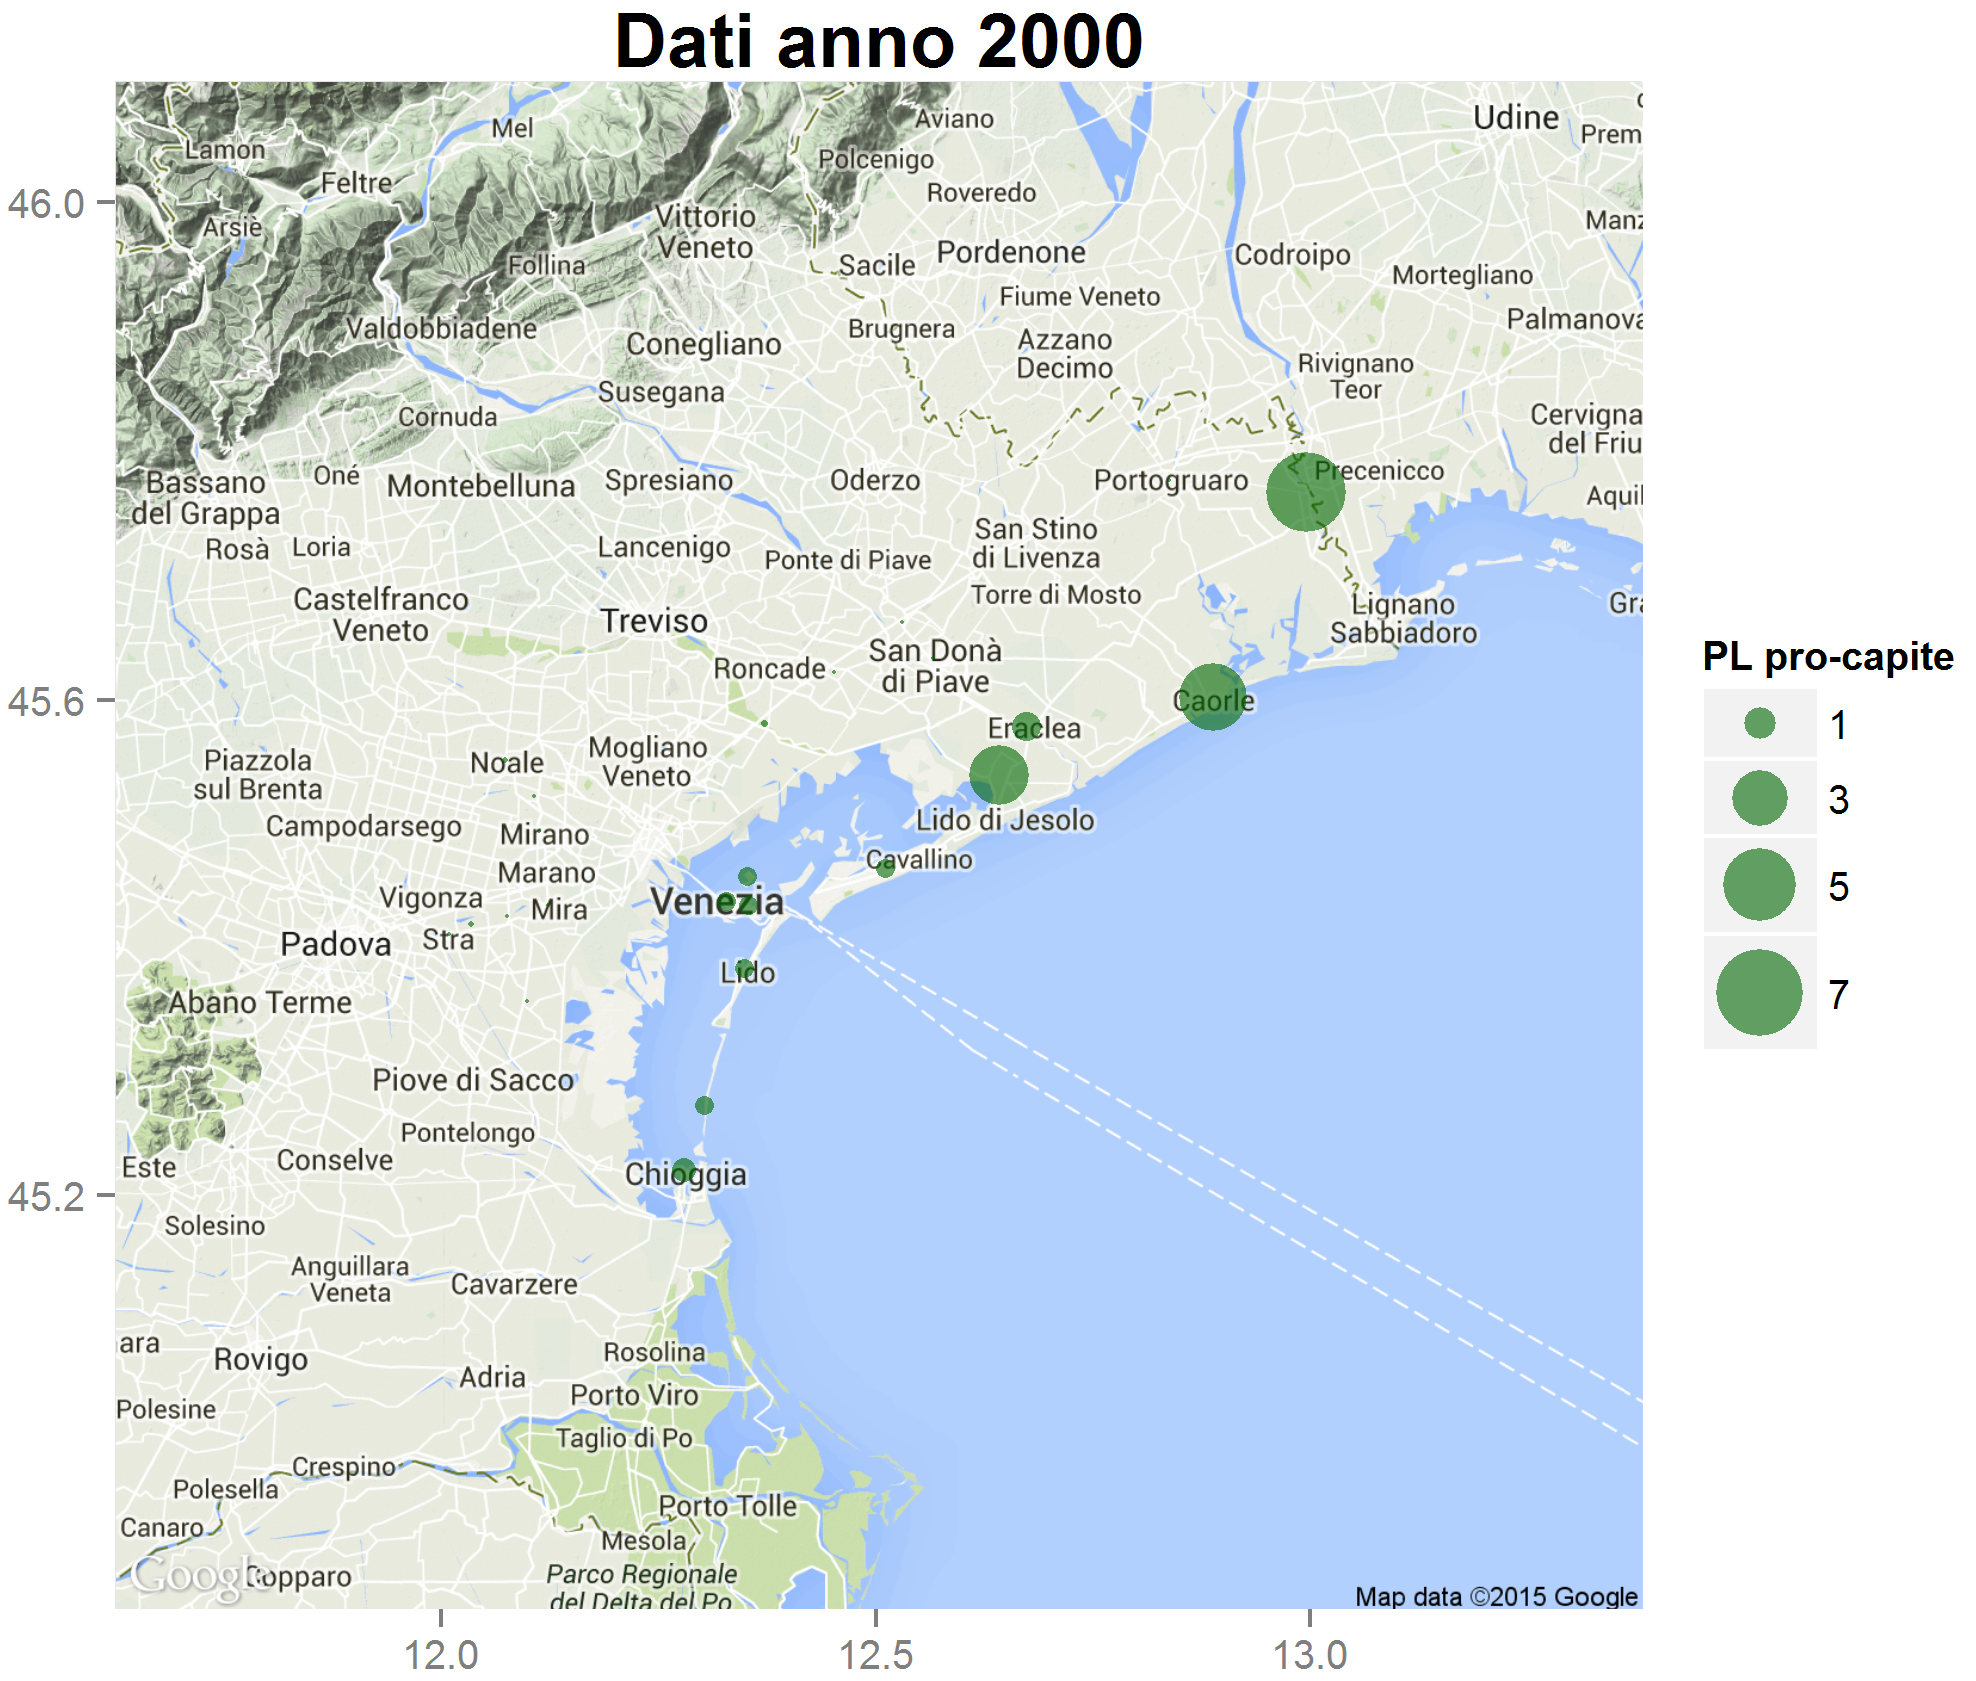 Dati anno 2000
46.0
45.6
45.2
12.0
12.5
13.0
PL pro-capite
1
3
5
7
Mel
Aviano
Udine
Prem
Lamon
Polcenigo
Feltre
Roveredo
Arsiè
Vittorio
Veneto
Manz
Follina
Sacile
Pordenone
Codroipo
Mortegliano
Fiume Veneto
Valdobbiadene
Brugnera
Palmanova
Conegliano
Azzano
Decimo
Rivignano
Teor
Susegana
Cornuda
Cervigna
del Friu
Bassano
del Grappa
Oné
Montebelluna
Spresiano
Oderzo
Portogruaro
Precenicco
Aquil
Rosà
Loria
Lancenigo
Ponte di Piave
San Stino
di Livenza
Torre di Mosto
Castelfranco
Veneto
Treviso
Lignano
Sabbiadoro
Gra
Roncade
San Donà
di Piave
Caorle
Eraclea
Piazzola
sul Brenta
Noale
Mogliano
Veneto
Campodarsego
Mirano
Lido di Jesolo
Marano
Cavallino
Vigonza
Mira
Venezia
Padova
Stra
Lido
Abano Terme
Piove di Sacco
Pontelongo
Este
Conselve
Chioggia
Solesino
Anguillara
Veneta
Cavarzere
ara
Rovigo
Rosolina
Adria
Porto Viro
Polesine
Taglio di Po
Crespino
Polesella
Porto Tolle
Canaro
Mesola
Copparo
Parco Regionale
del Delta del Po
Google
Map data ©2015 Google